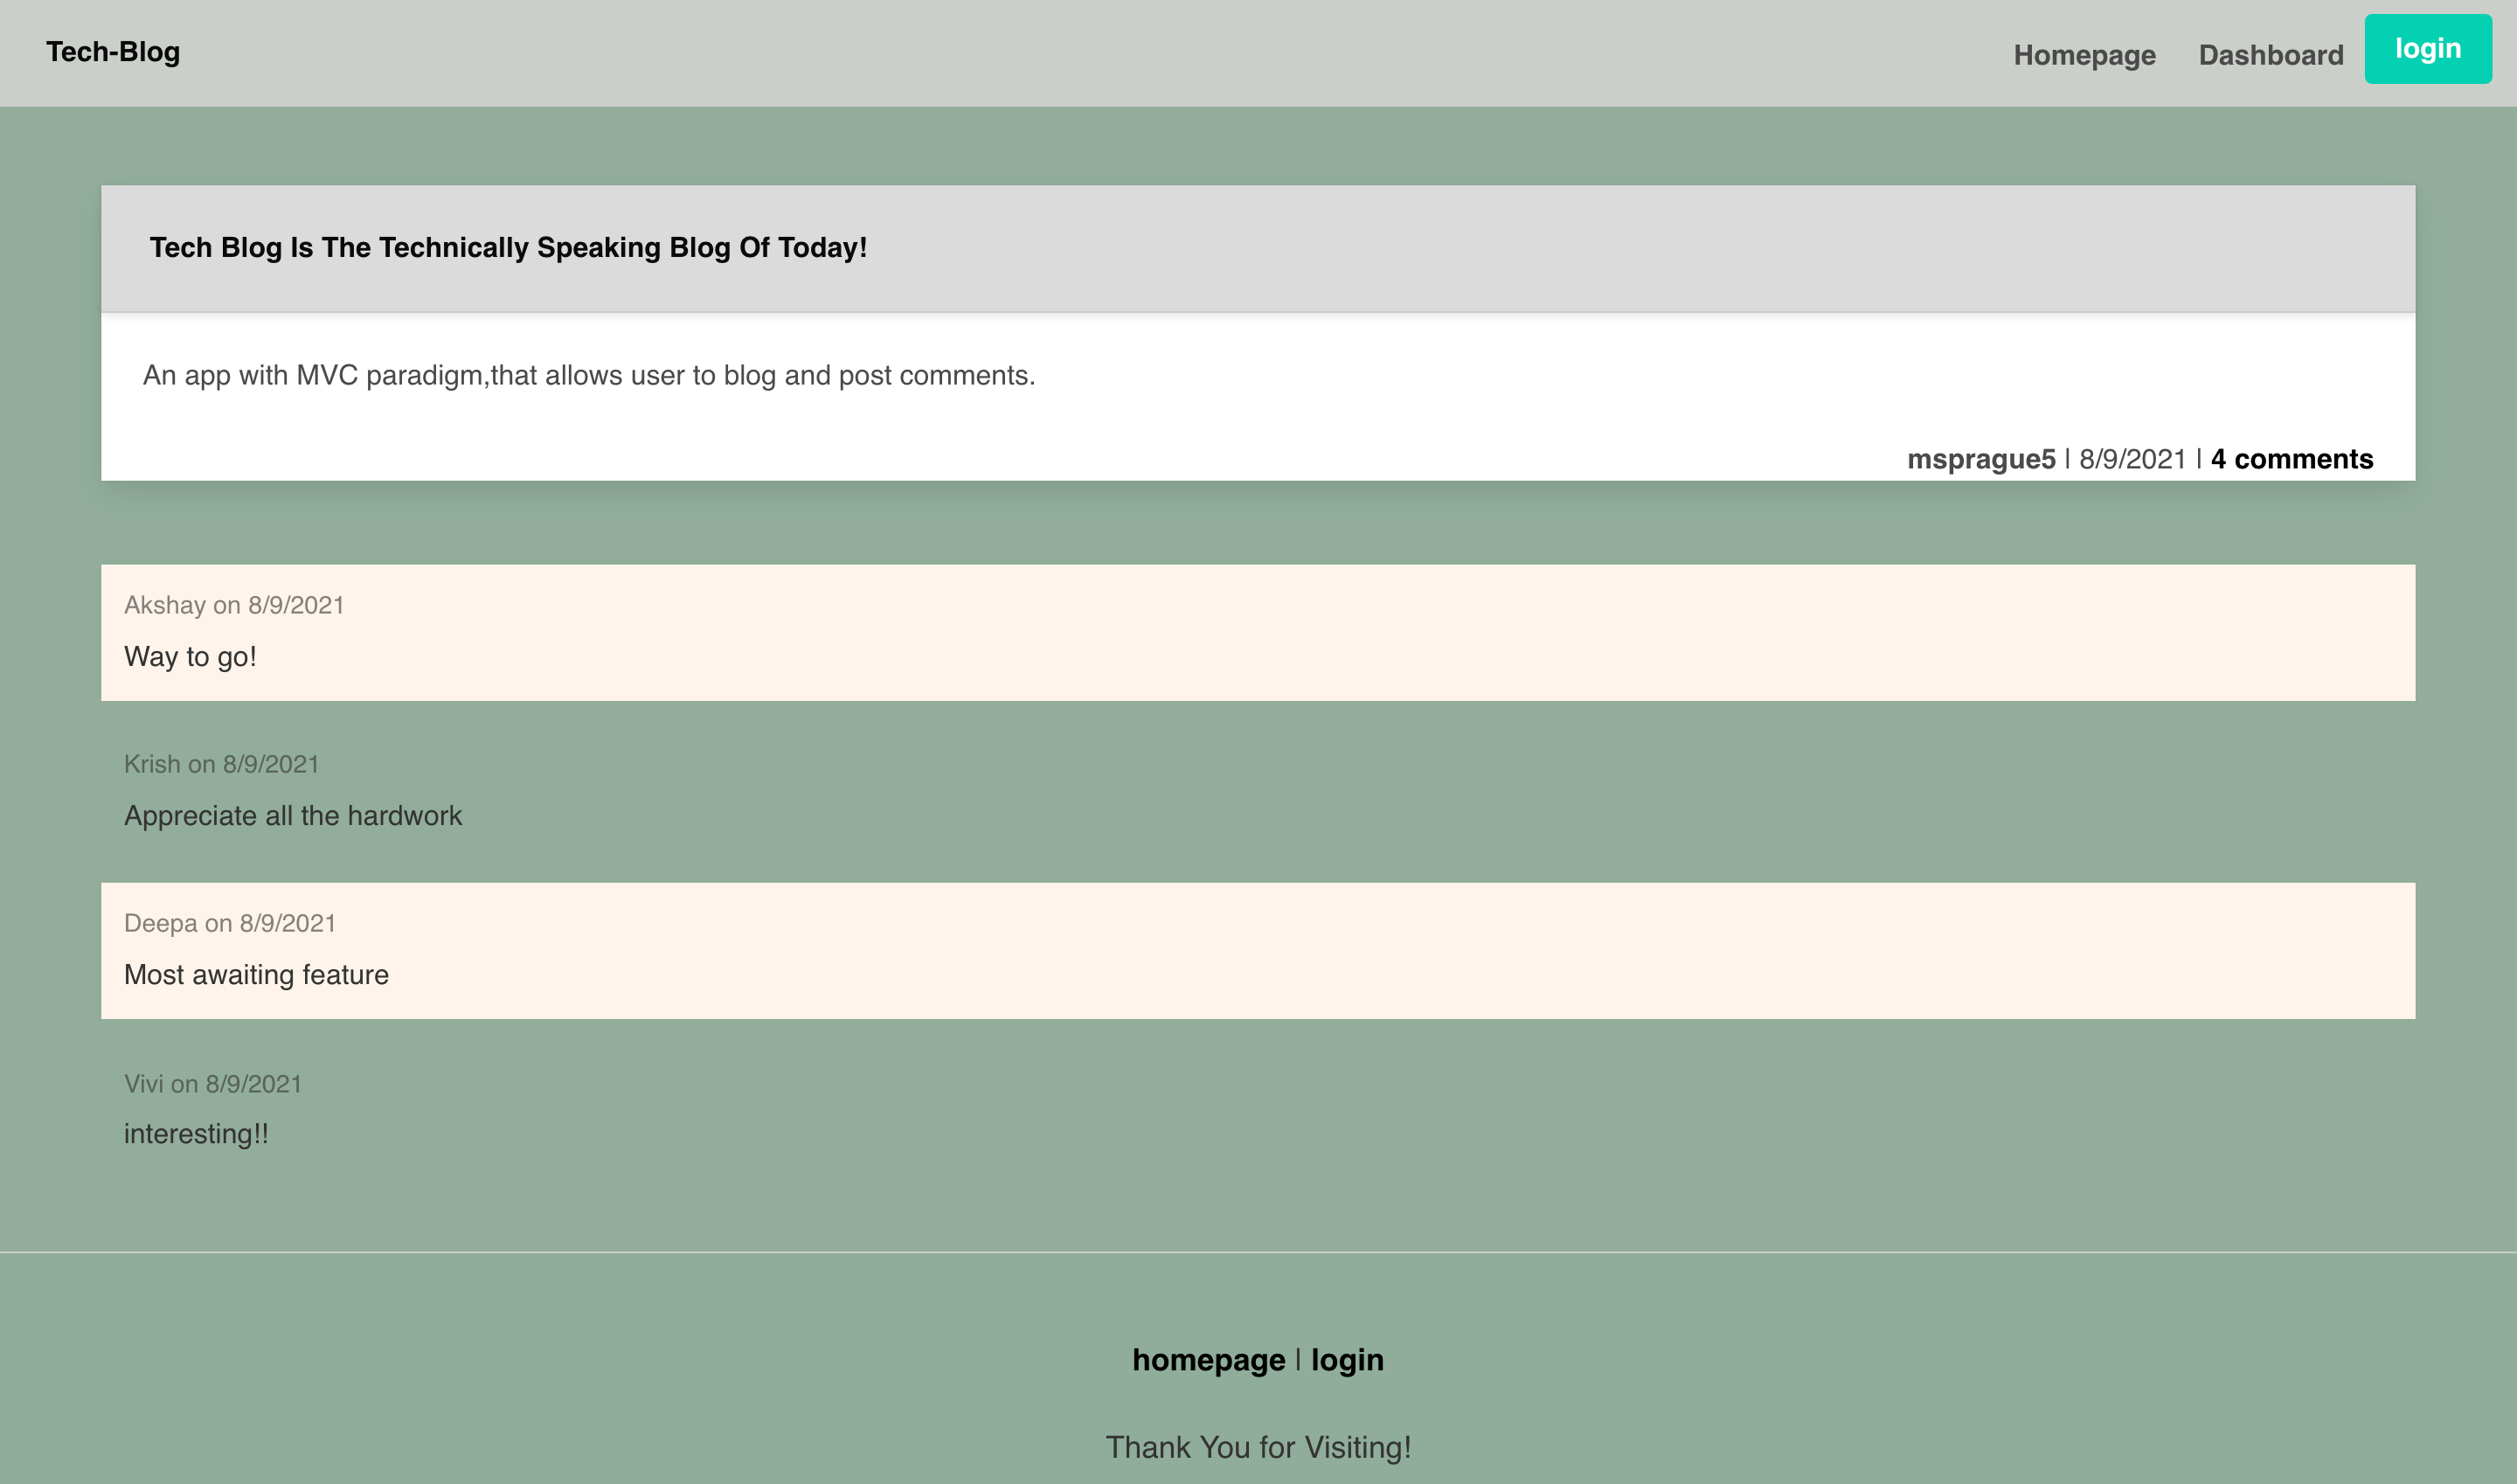 Tech-Blog
Homepage Dashboard login
Tech Blog Is The Technically Speaking Blog Of Today!
An app with MVC paradigm,that allows user to blog and post comments.
msprague5 | 8/9/2021 | 4 comments
Akshay on 8/9/2021
Way to go!
Krish on 8/9/2021
Appreciate all the hardwork
Deepa on 8/9/2021
Most awaiting feature
Vivi on 8/9/2021
interesting!!
homepage | login
Thank You for Visiting!